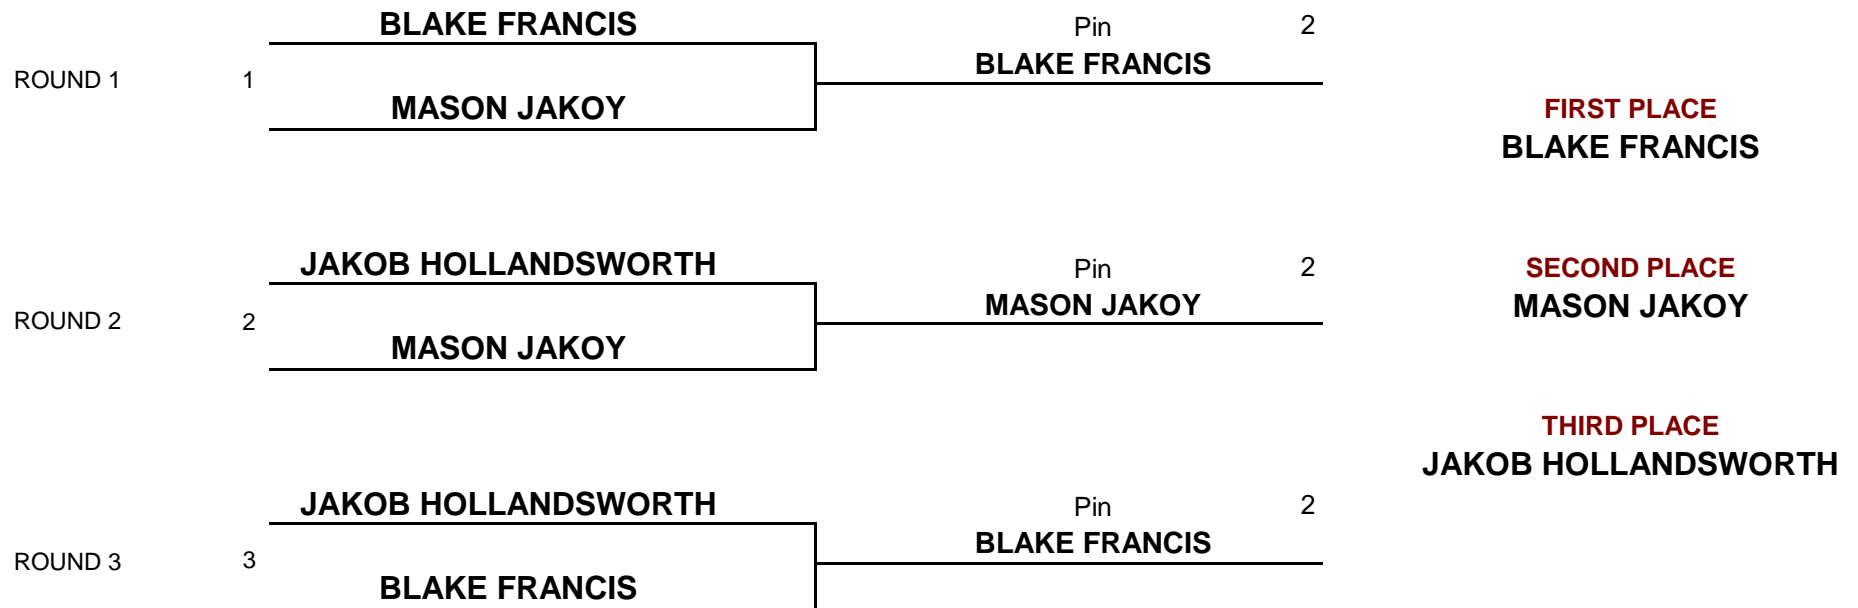 BLAKE FRANCIS
Pin 2
BLAKE FRANCIS
ROUND 1 1
MASON JAKOY
FIRST PLACE
BLAKE FRANCIS
JAKOB HOLLANDSWORTH
Pin 2
SECOND PLACE
MASON JAKOY
MASON JAKOY
ROUND 2 2
MASON JAKOY
THIRD PLACE
JAKOB HOLLANDSWORTH
JAKOB HOLLANDSWORTH
Pin 2
BLAKE FRANCIS
ROUND 3 3
BLAKE FRANCIS